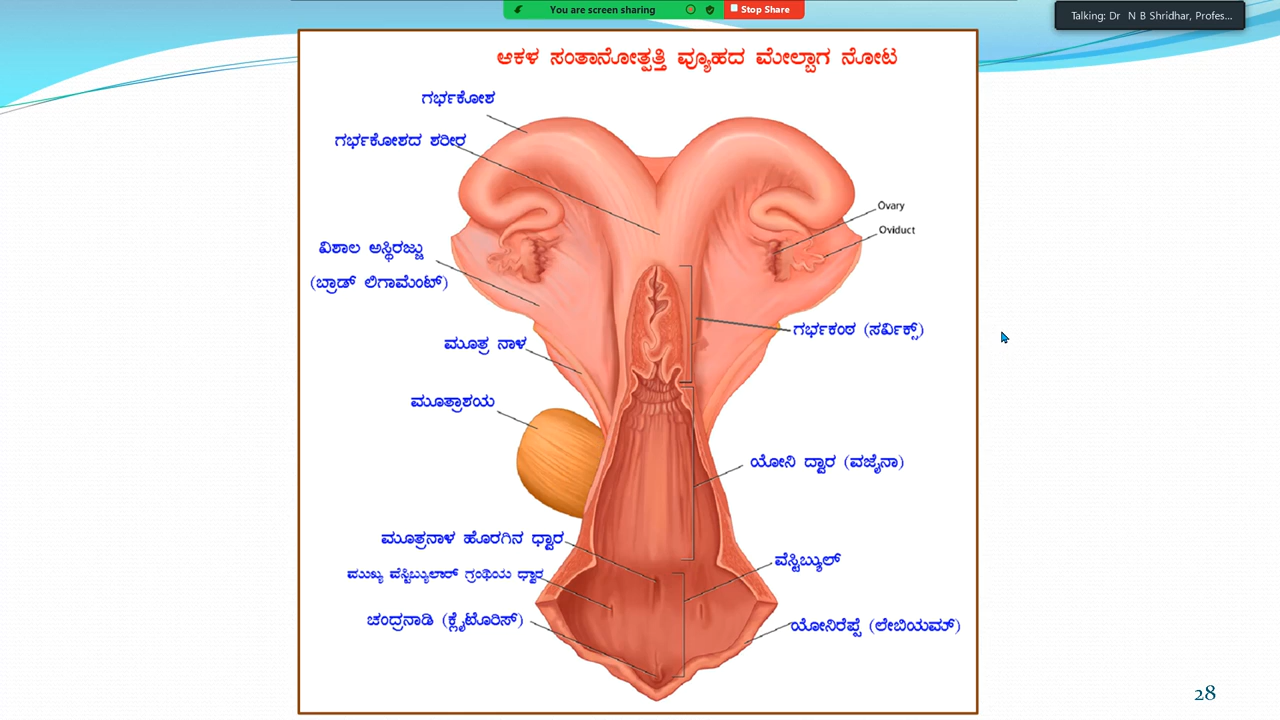 You are screen sharing
Stop Share
Talking: Dr N B Shridhar, Profes...
ಆಕಳ ಸಂತಾನೋತ್ಪತ್ತಿ ವ್ಯೂಹದ ಮೇಲ್ಬಾಗ ನೋಟ
ಗರ್ಭಕೋಶ
ಗರ್ಭಕೋಶದ ಶರೀರ
Ovary
Oviduct
ವಿಶಾಲ ಅಸ್ಥಿರಜ್ಜು
(ಬ್ರಾಡ್ ಲಿಗಾಮೆಂಟ್)
ಗರ್ಭಕಂಠ (ಸರ್ವಿಕ್ಸ್)
ಮೂತ್ರ ನಾಳ
ಮೂತ್ರಾಶಯ
ಯೋನಿ ದ್ವಾರ (ವಜೈನಾ)
ಮೂತ್ರನಾಳ ಹೊರಗಿನ ಧ್ವಾರ
ವೆಸ್ಟಿಬ್ಯುಲ್
ಮುಖ್ಯ ವೆಸ್ಟಿಬ್ಯುಲಾರ್ ಗ್ರಂಥಿಯ ಧ್ವಾರ
ಚಂದ್ರನಾಡಿ (ಕ್ಲೈಟೊರಿಸ್)
ಯೋನಿರೆಪ್ಪೆ (ಲೇಬಿಯಮ್)
28